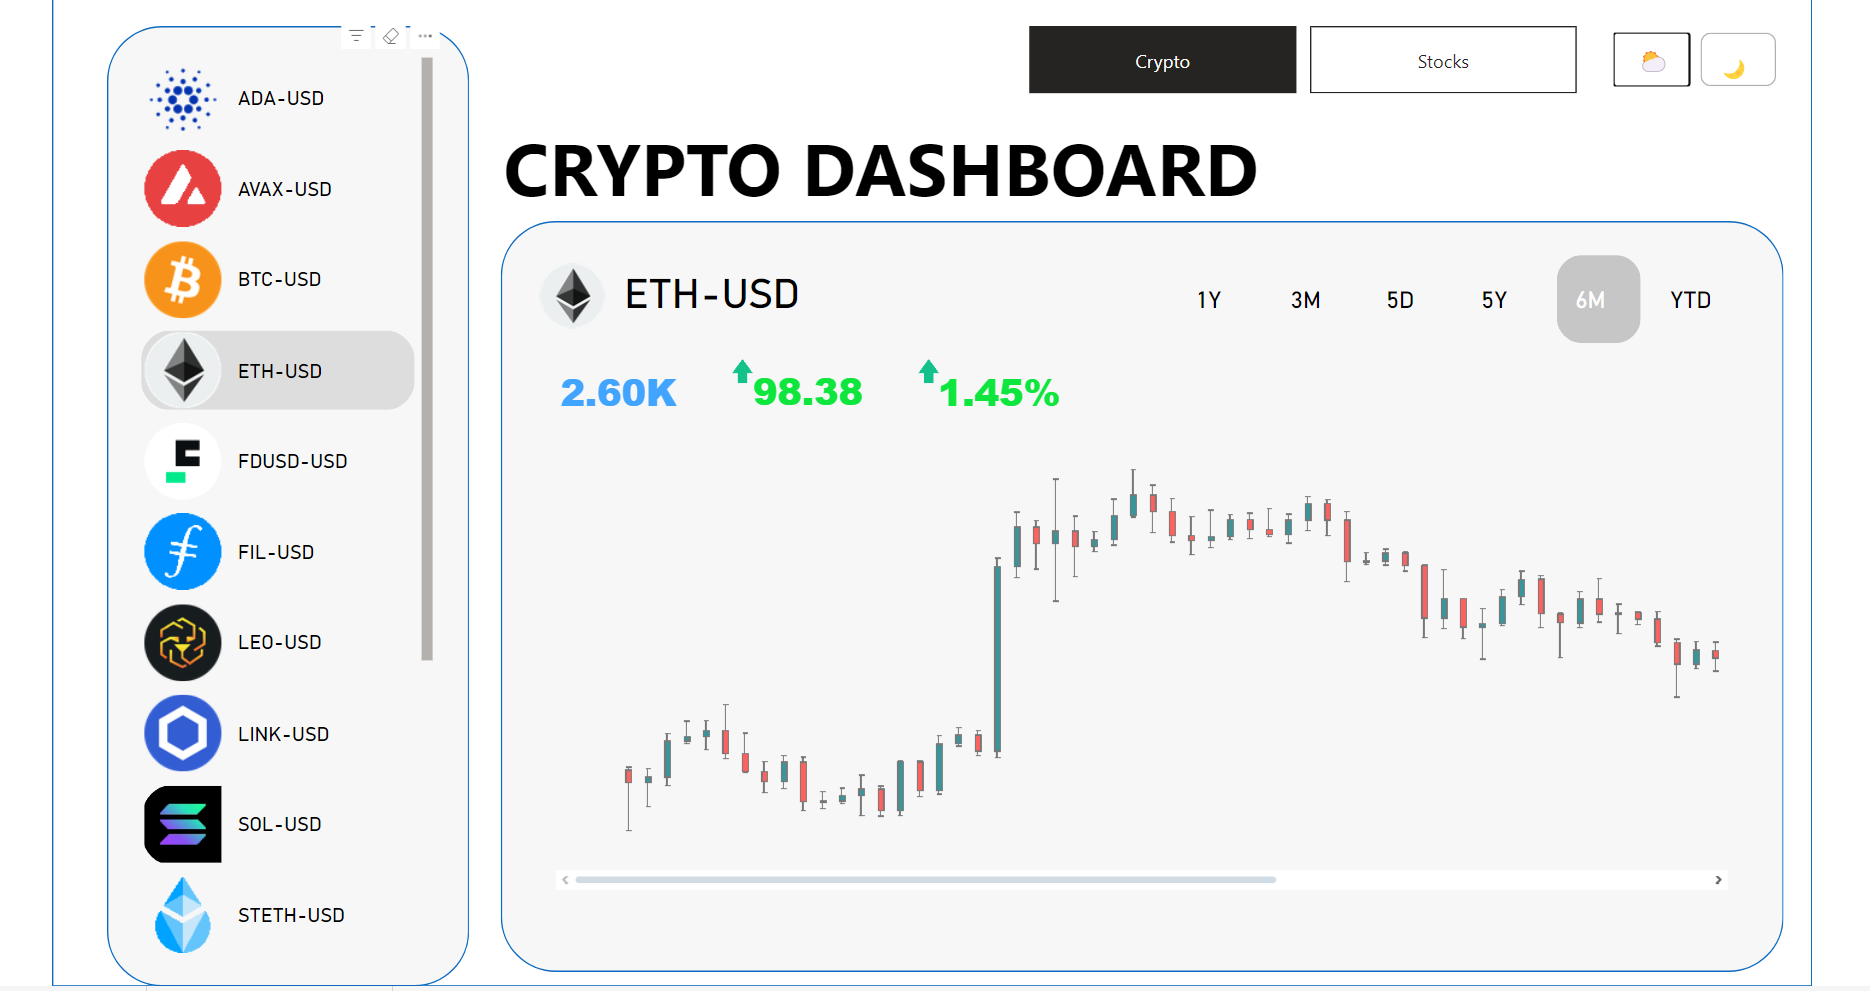 Crypto
Stocks
ADA-USD
AVAX-USD
BTC-USD
ETH-USD
FDUSD-USD
FIL-USD
LEO-USD
LINK-USD
SOL-USD
STETH-USD
CRYPTO DASHBOARD
ETH-USD
1Y 3M 5D 5Y 6M YTD
2.60K 98.38 1.45%